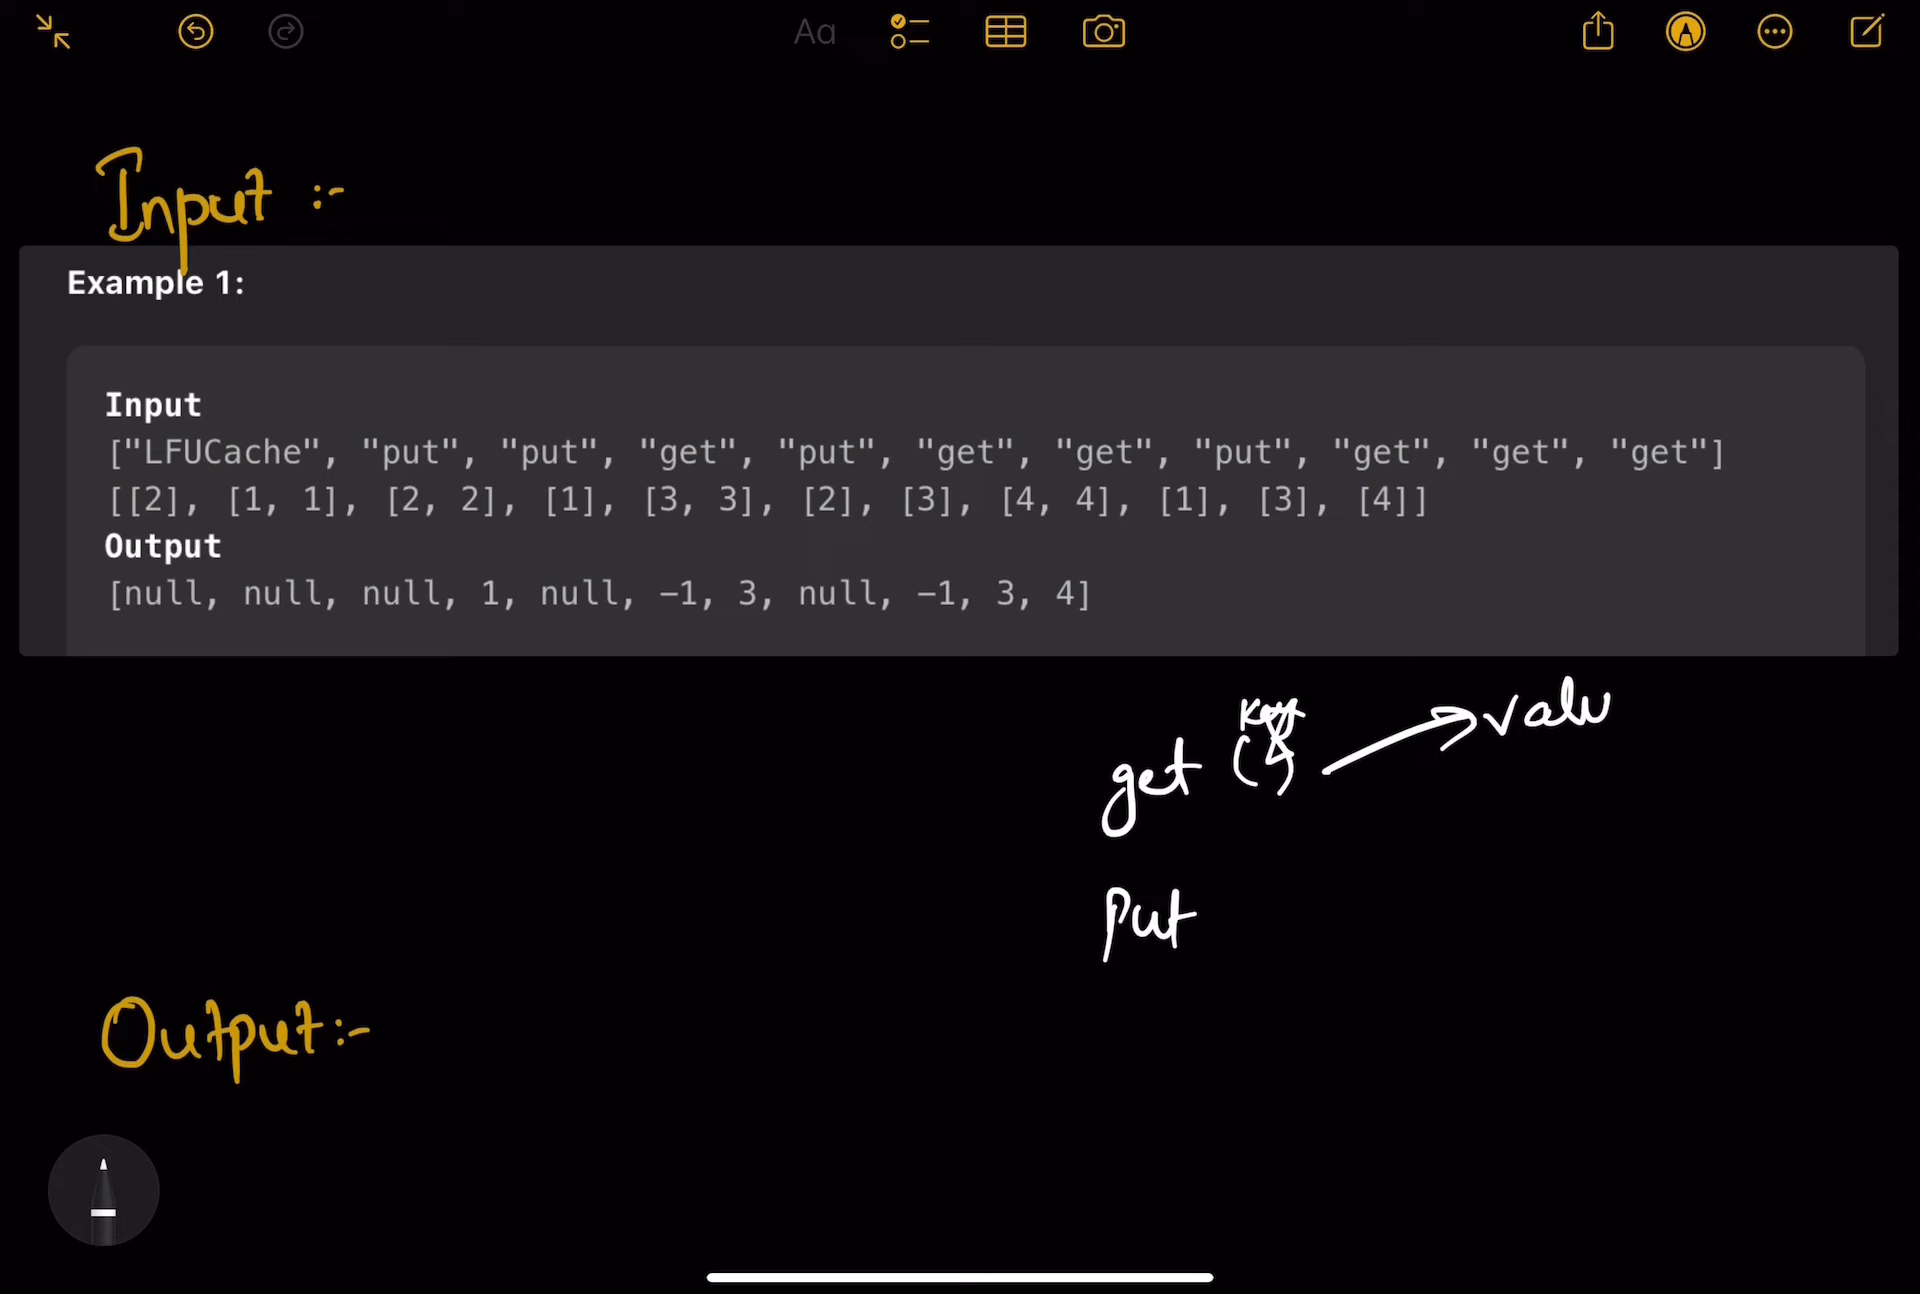 Aa
Input :-
Example 1:
Input
["LFUCache", "put", "put", "get", "put", "get", "get", "put", "get", "get", "get"]
[[2], [1, 1], [2, 2], [1], [3, 3], [2], [3], [4, 4], [1], [3], [4]]
Output
[null, null, null, 1, null, −1, 3, null, −1, 3, 4]
key
get ( ) → valu
put
Output:-